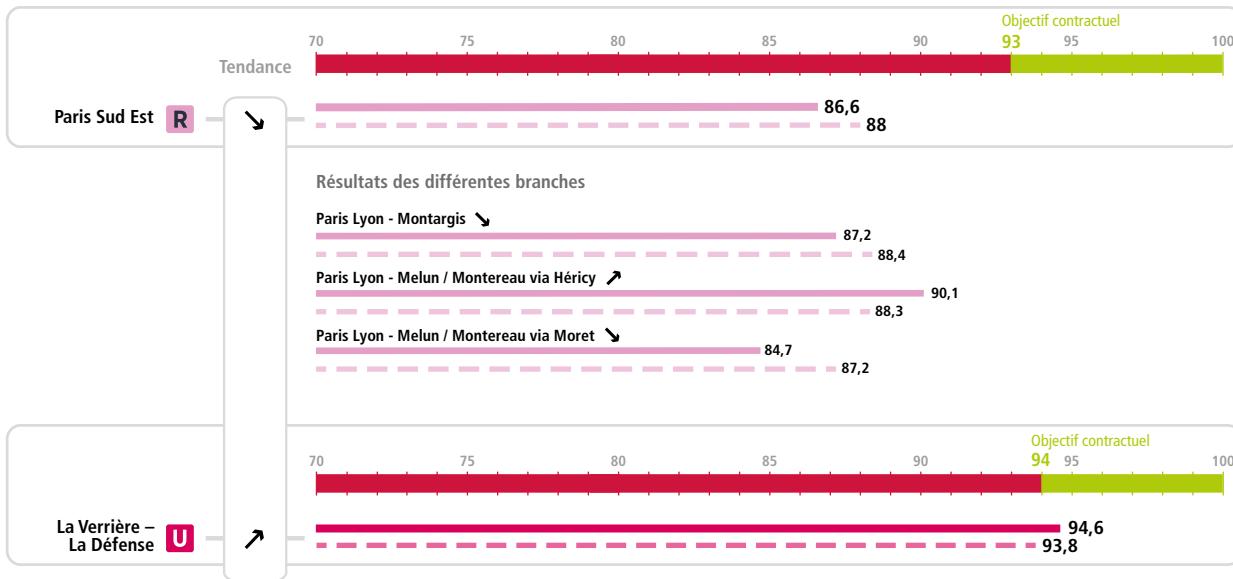 Objectif contractuel
70 75 80 85 90 93 95 100
Tendance
Paris Sud Est R
86,6
88
Résultats des différentes branches
Paris Lyon - Montargis
87,2
88,4
Paris Lyon - Melun / Montereau via Héricy
90,1
88,3
Paris Lyon - Melun / Montereau via Moret
84,7
87,2
Objectif contractuel
70 75 80 85 90 94 95 100
La Verrière –
La Défense U
94,6
93,8